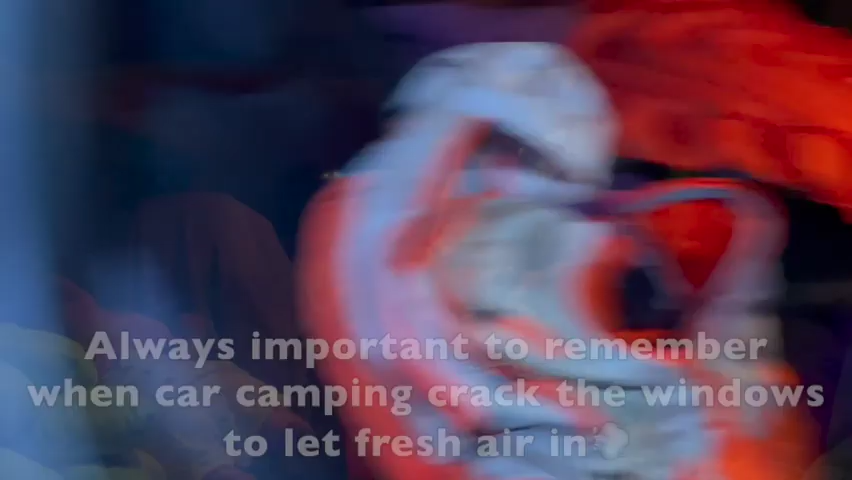 Always important to remember
when car camping crack the windows
to let fresh air in💨